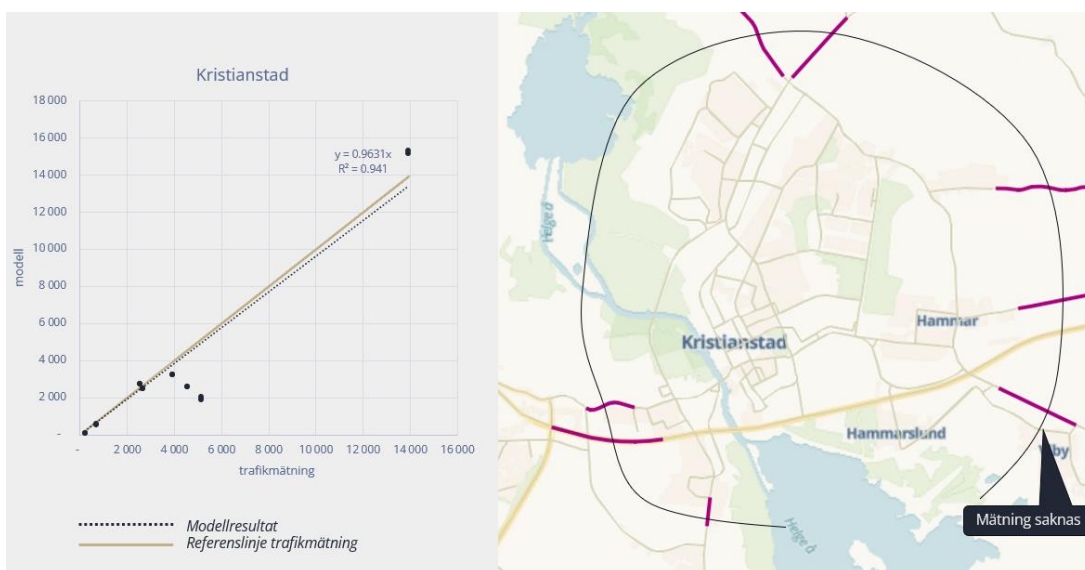 Kristianstad
18 000
16 000
14 000
12 000
10 000
8 000
6 000
4 000
2 000
-
y = 0.9631x
R² = 0.941
modell
- 2 000 4 000 6 000 8 000 10 000 12 000 14 000 16 000
trafikmätning
Modellresultat
Referenslinje trafikmätning
Helge å
Hammar
Kristianstad
Hammarslund
Mätning saknas
Helge å